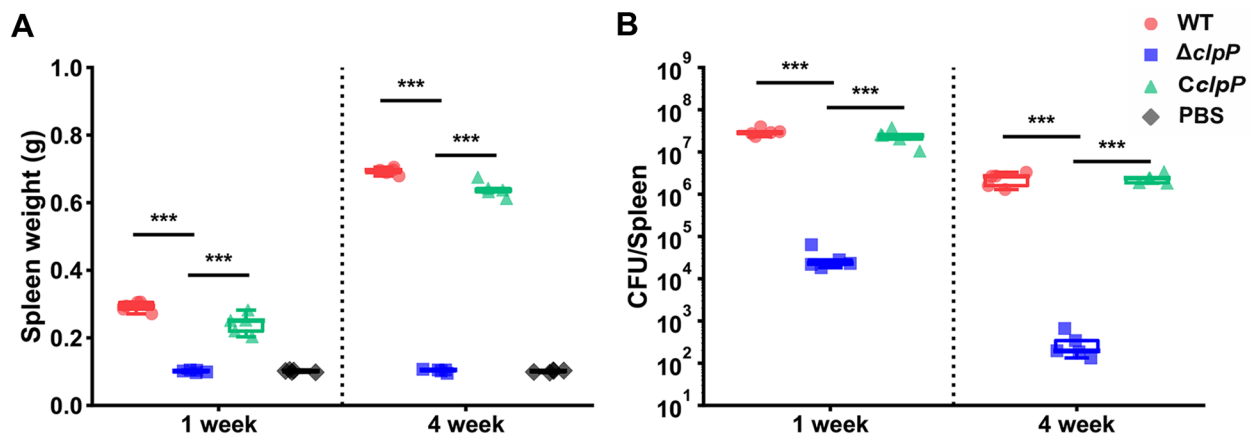 A
Spleen weight (g)
1.0
0.8
0.6
0.4
0.2
0.0
***
***
***
***
1 week
4 week
B
CFU/Spleen
10⁹
10⁸
10⁷
10⁶
10⁵
10⁴
10³
10²
10¹
10⁰
***
***
***
***
1 week
4 week
WT
ΔclpP
CclpP
PBS